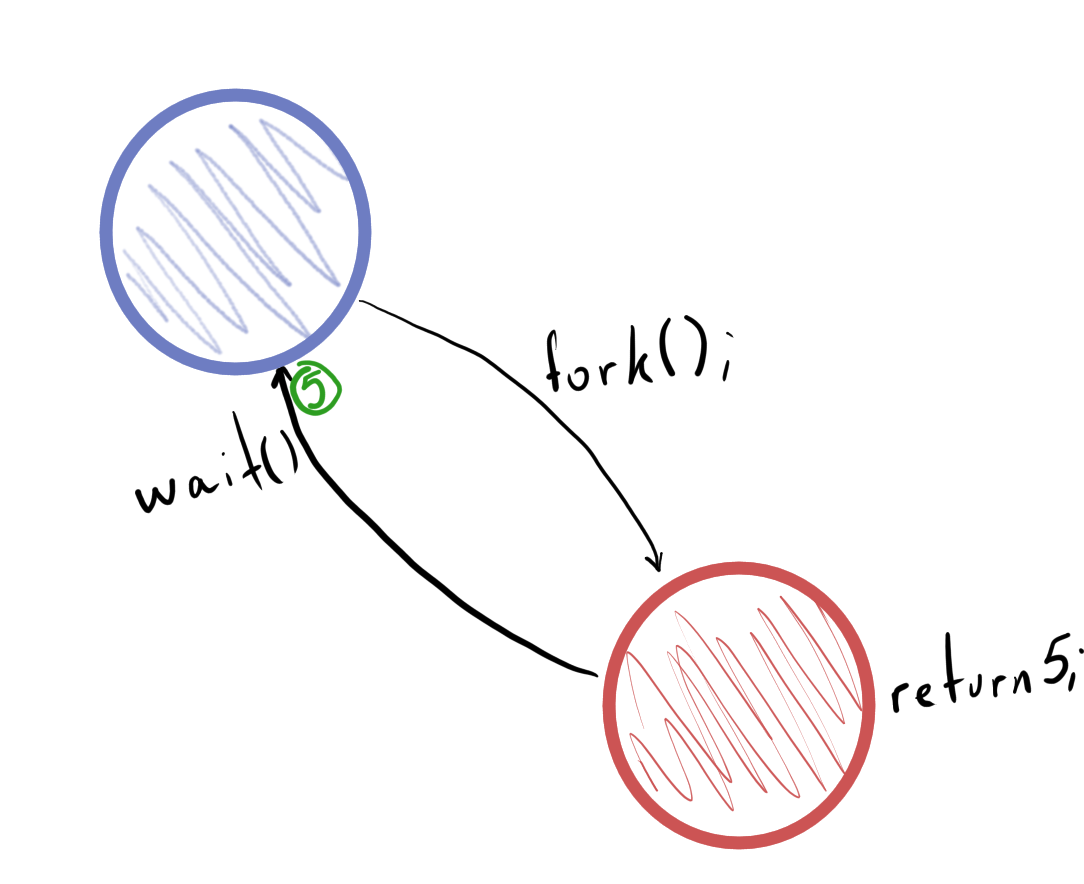 fork();
5
wait()
return 5;